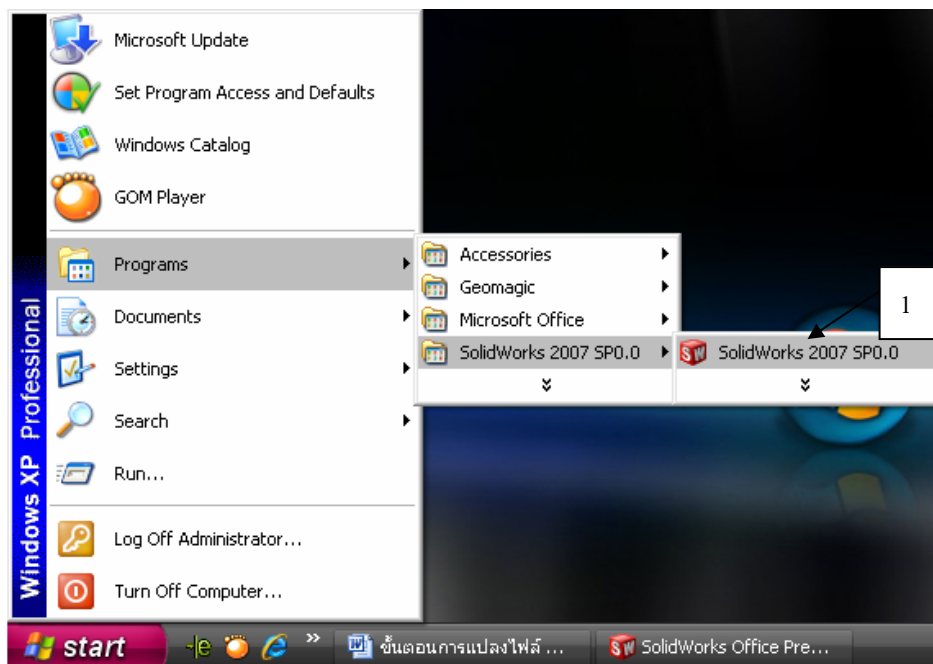 Microsoft Update
Set Program Access and Defaults
Windows Catalog
GOM Player
Programs
Documents
Settings
Search
Run...
Log Off Administrator...
Turn Off Computer...
Windows XP Professional
Accessories
Geomagic
Microsoft Office
SolidWorks 2007 SP0.0
SolidWorks 2007 SP0.0
1
start
ขั้นตอนการแปลงไฟล์ ...
SolidWorks Office Pre...